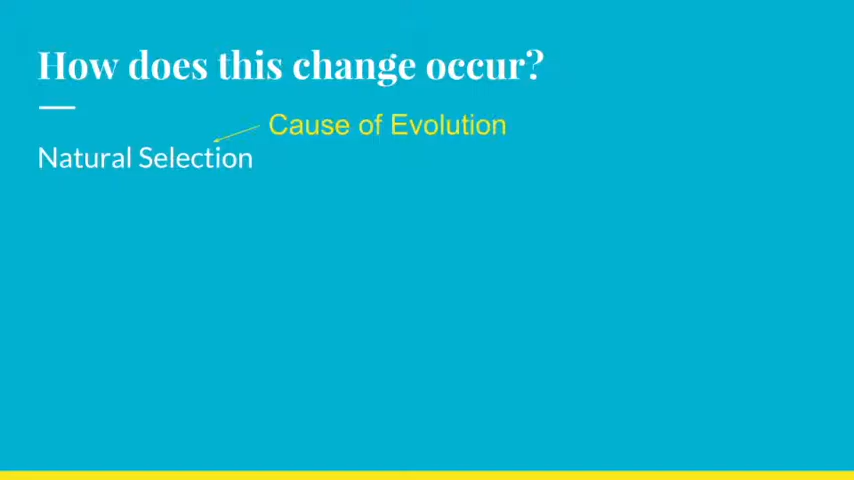 How does this change occur?
Cause of Evolution
Natural Selection